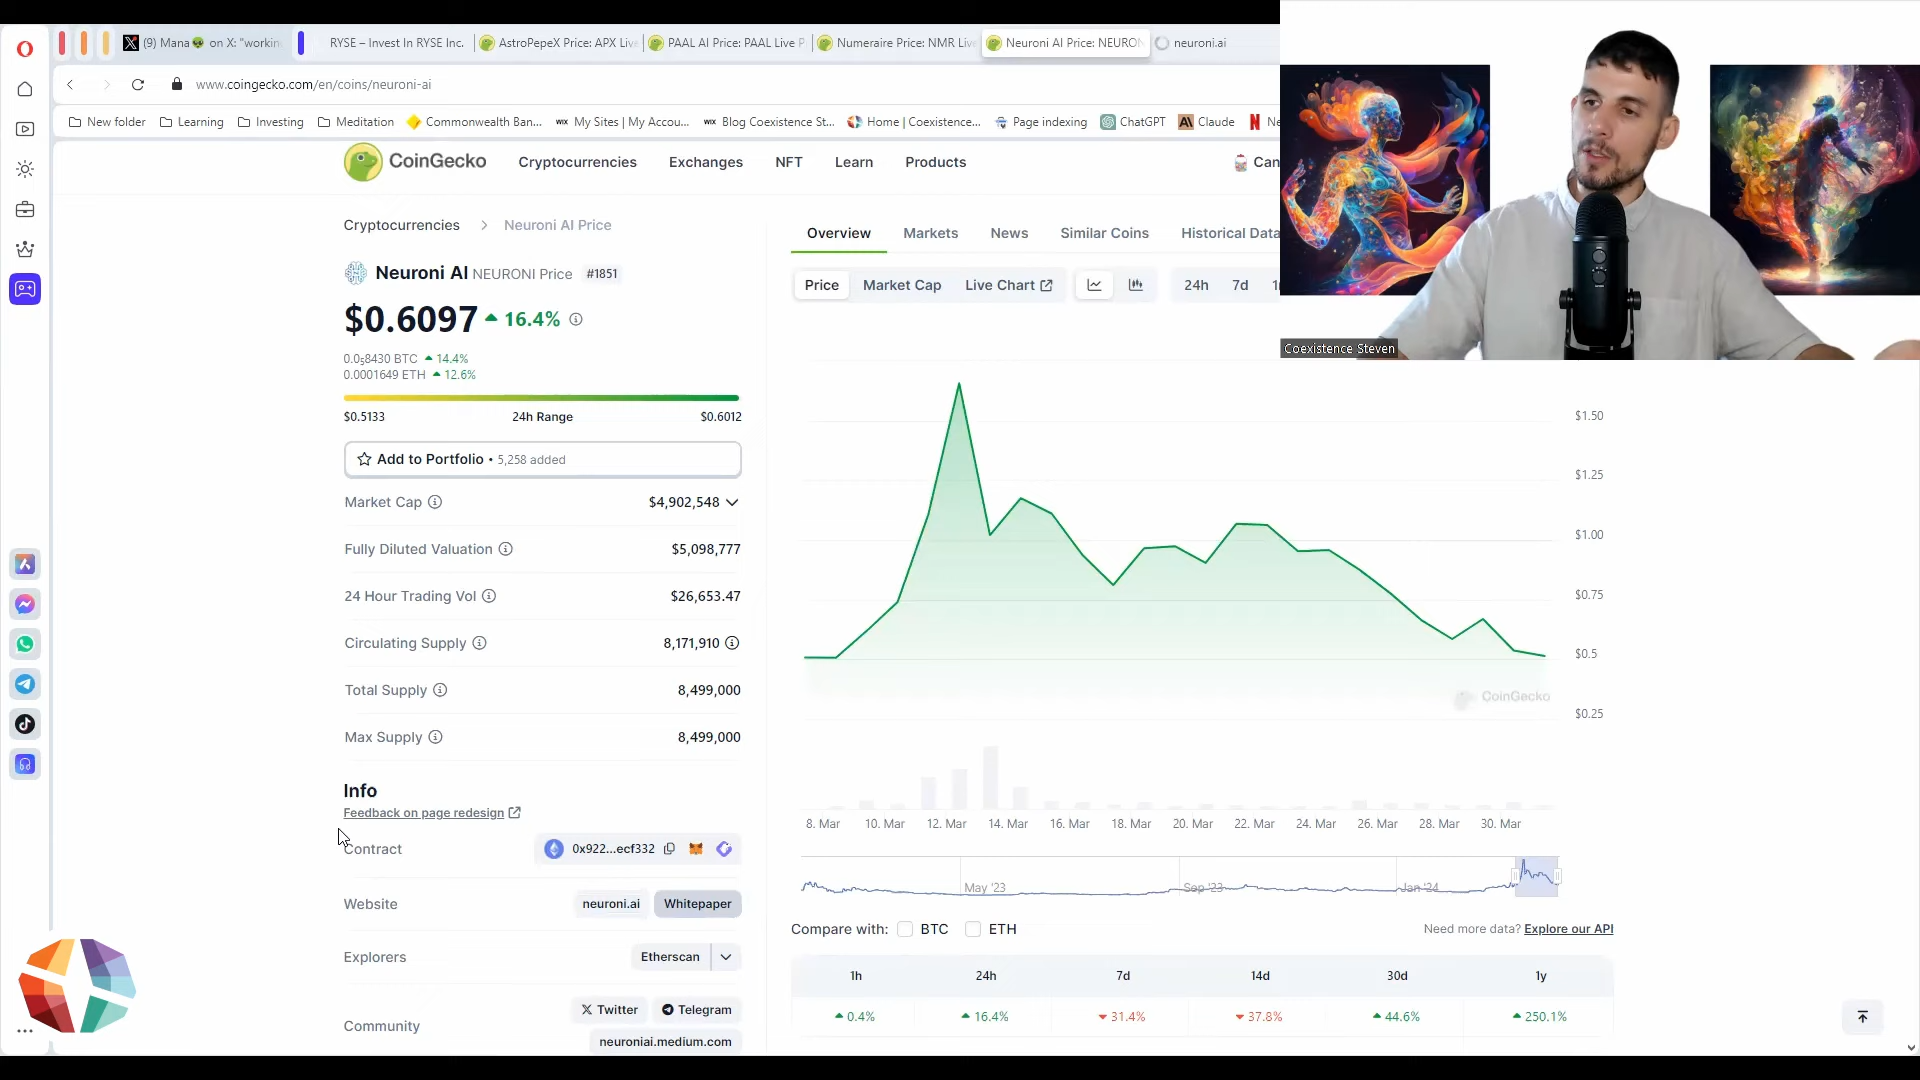 (9) Mana on X: "workin
RYSE – Invest In RYSE Inc.
AstroPepeX Price: APX Liv
PAAL AI Price: PAAL Live P
Numeraire Price: NMR Liv
Neuroni AI Price: NEURON
neuroni.ai
www.coingecko.com/en/coins/neuroni-ai
New folder
Learning
Investing
Meditation
Commonwealth Ban...
My Sites | My Accou...
Blog Coexistence St...
Home | Coexistence...
Page indexing
ChatGPT
Claude
Ne
CoinGecko
Cryptocurrencies
Exchanges
NFT
Learn
Products
Can
Cryptocurrencies
Neuroni AI Price
Overview
Markets
News
Similar Coins
Historical Data
Neuroni AI NEURONI Price #1851
Price
Market Cap
Live Chart
24h
7d
$0.6097 16.4%
0.0₅8430 BTC 14.4%
0.0001649 ETH 12.6%
$0.5133 24h Range $0.6012
Add to Portfolio • 5,258 added
Market Cap $4,902,548
Fully Diluted Valuation $5,098,777
24 Hour Trading Vol $26,653.47
Circulating Supply 8,171,910
Total Supply 8,499,000
Max Supply 8,499,000
Info
Feedback on page redesign
Contract 0x922...ecf332
Website neuroni.ai Whitepaper
Explorers Etherscan
Community Twitter Telegram
neuroniai.medium.com
Coexistence Steven
$1.50
$1.25
$1.00
$0.75
$0.5
$0.25
CoinGecko
8. Mar 10. Mar 12. Mar 14. Mar 16. Mar 18. Mar 20. Mar 22. Mar 24. Mar 26. Mar 28. Mar 30. Mar
May '23 Sep '23 Jan '24
Compare with: BTC ETH
Need more data? Explore our API
1h 24h 7d 14d 30d 1y
0.4% 16.4% 31.4% 37.8% 44.6% 250.1%